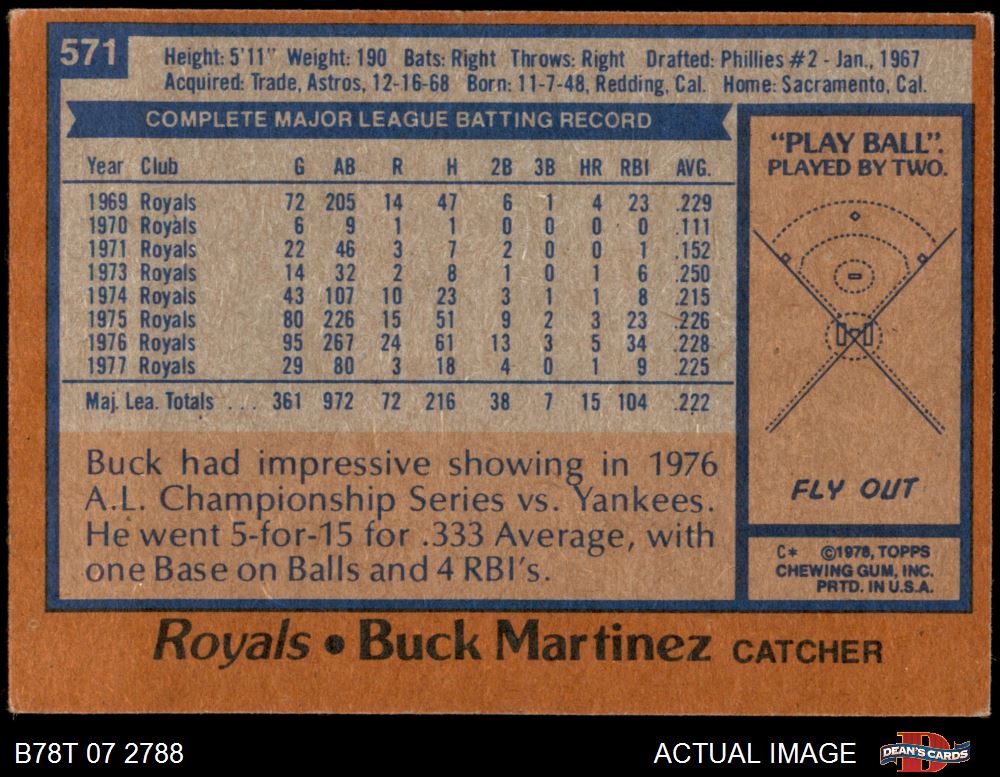 571
Height: 5'11" Weight: 190 Bats: Right Throws: Right Drafted: Phillies #2 - Jan., 1967
Acquired: Trade, Astros, 12-16-68 Born: 11-7-48, Redding, Cal. Home: Sacramento, Cal.
COMPLETE MAJOR LEAGUE BATTING RECORD
Year Club G AB R H 2B 3B HR RBI AVG.
1969 Royals 72 205 14 47 6 1 4 23 .229
1970 Royals 6 9 1 1 0 0 0 0 .111
1971 Royals 22 46 3 7 2 0 0 1 .152
1973 Royals 14 32 2 8 1 0 1 6 .250
1974 Royals 43 107 10 23 3 1 1 8 .215
1975 Royals 80 226 15 51 9 2 3 23 .226
1976 Royals 95 267 24 61 13 3 5 34 .228
1977 Royals 29 80 3 18 4 0 1 9 .225
Maj. Lea. Totals ... 361 972 72 216 38 7 15 104 .222
Buck had impressive showing in 1976
A.L. Championship Series vs. Yankees.
He went 5-for-15 for .333 Average, with
one Base on Balls and 4 RBI's.
"PLAY BALL".
PLAYED BY TWO.
FLY OUT
C* ©1978, TOPPS
CHEWING GUM, INC.
PRTD. IN U.S.A.
Royals • Buck Martinez CATCHER
B78T 07 2788
ACTUAL IMAGE
DEAN'S CARDS